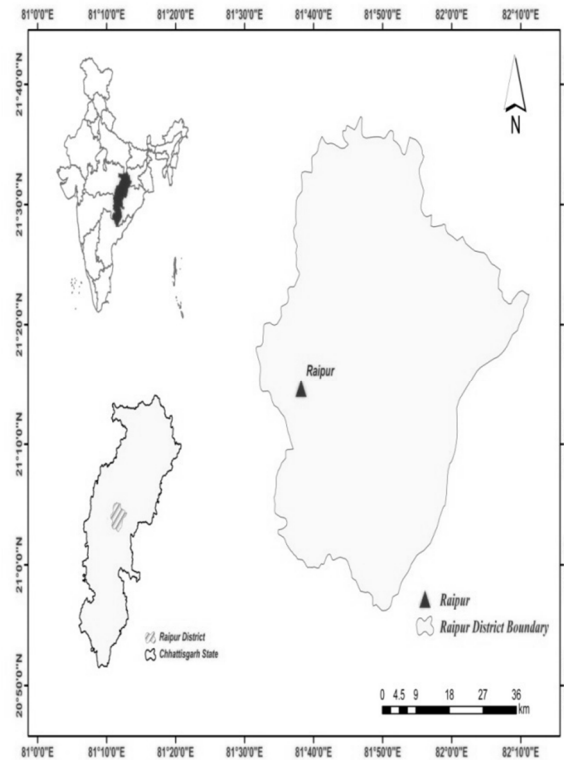 81°0'0"E 81°10'0"E 81°20'0"E 81°30'0"E 81°40'0"E 81°50'0"E 82°0'0"E 82°10'0"E
21°40'0"N
21°30'0"N
21°20'0"N
21°10'0"N
21°0'0"N
20°50'0"N
N
Raipur
Raipur District
Chhattisgarh State
Raipur
Raipur District Boundary
0 4.5 9 18 27 36
km
81°0'0"E 81°10'0"E 81°20'0"E 81°30'0"E 81°40'0"E 81°50'0"E 82°0'0"E 82°10'0"E